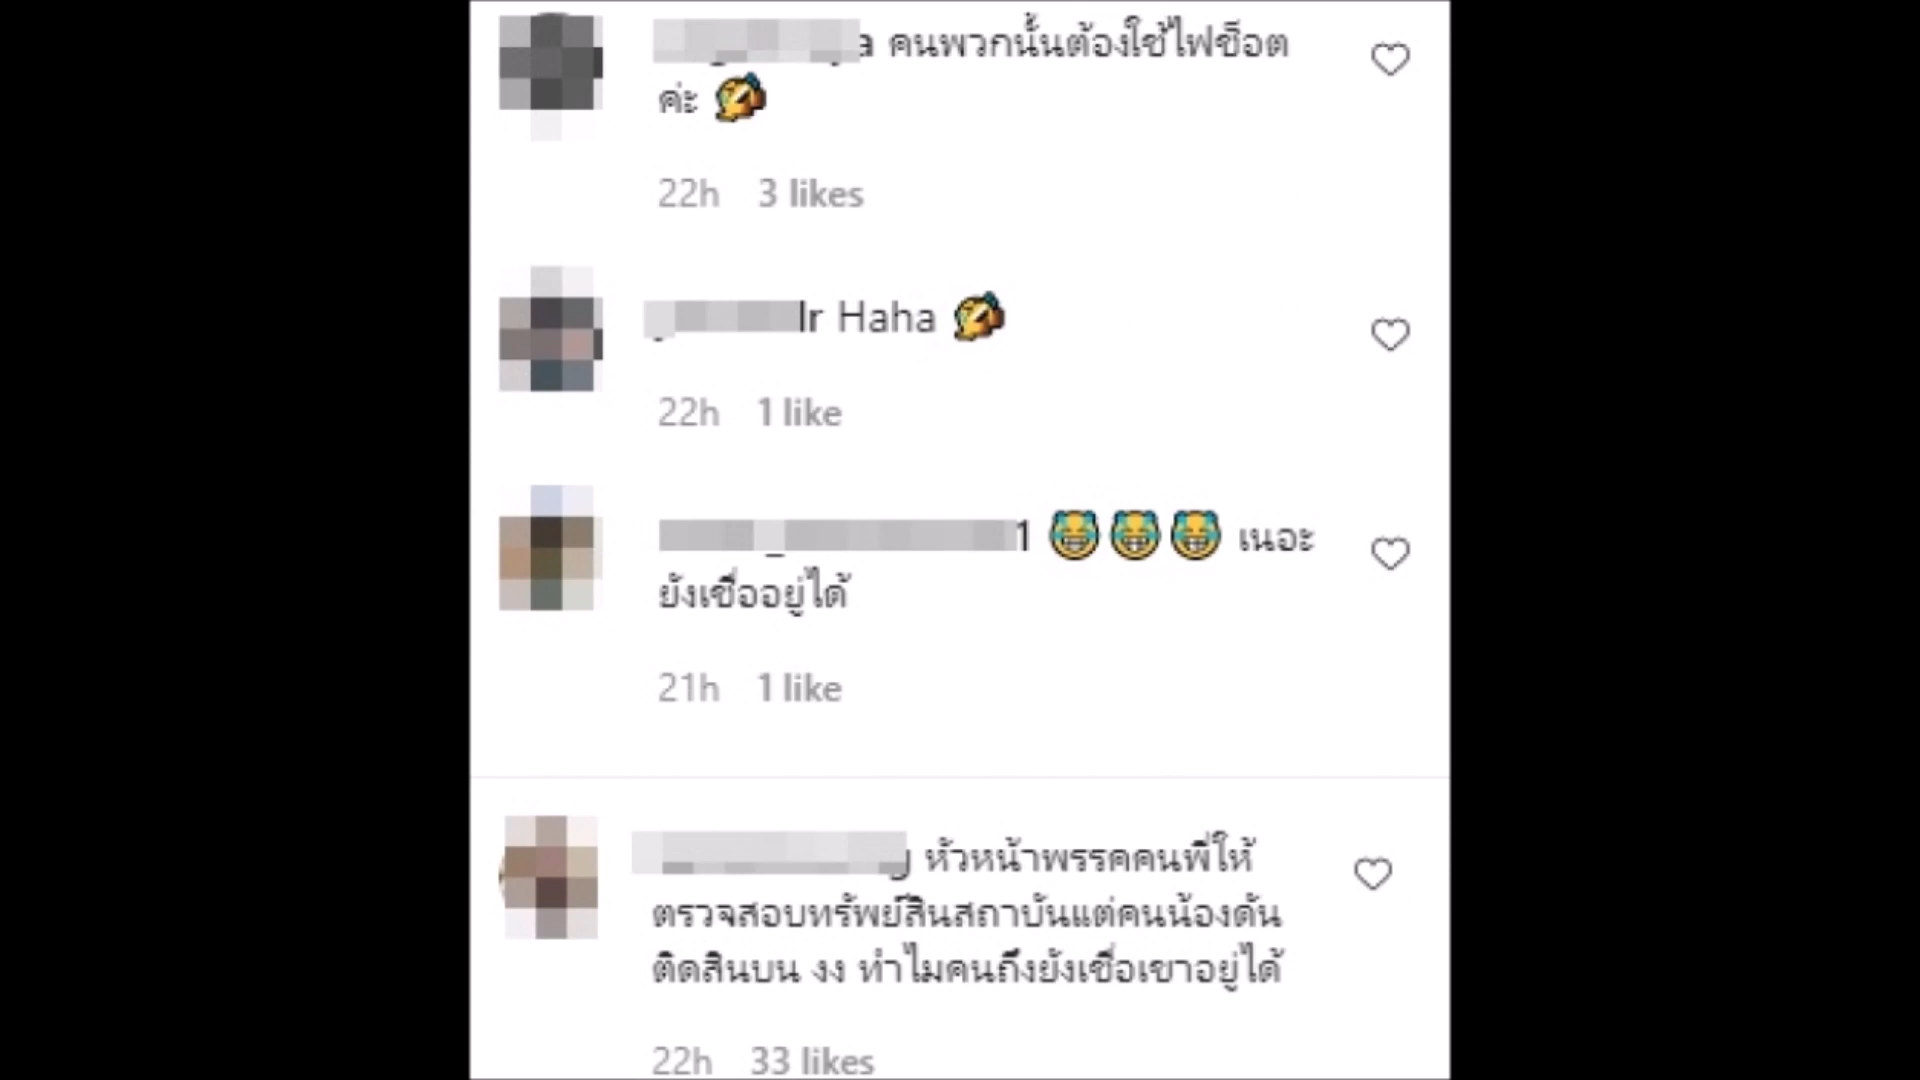 a คนพวกนั้นต้องใช้ไฟช็อต
ค่ะ 🤣
22h 3 likes
lr Haha 🤣
22h 1 like
1 😂😂😂 เนอะ
ยังเชื่ออยู่ได้
21h 1 like
g หัวหน้าพรรคคนพี่ให้
ตรวจสอบทรัพย์สินสถาบันแต่คนน้องดัน
ติดสินบน งง ทำไมคนถึงยังเชื่อเขาอยู่ได้
22h 33 likes